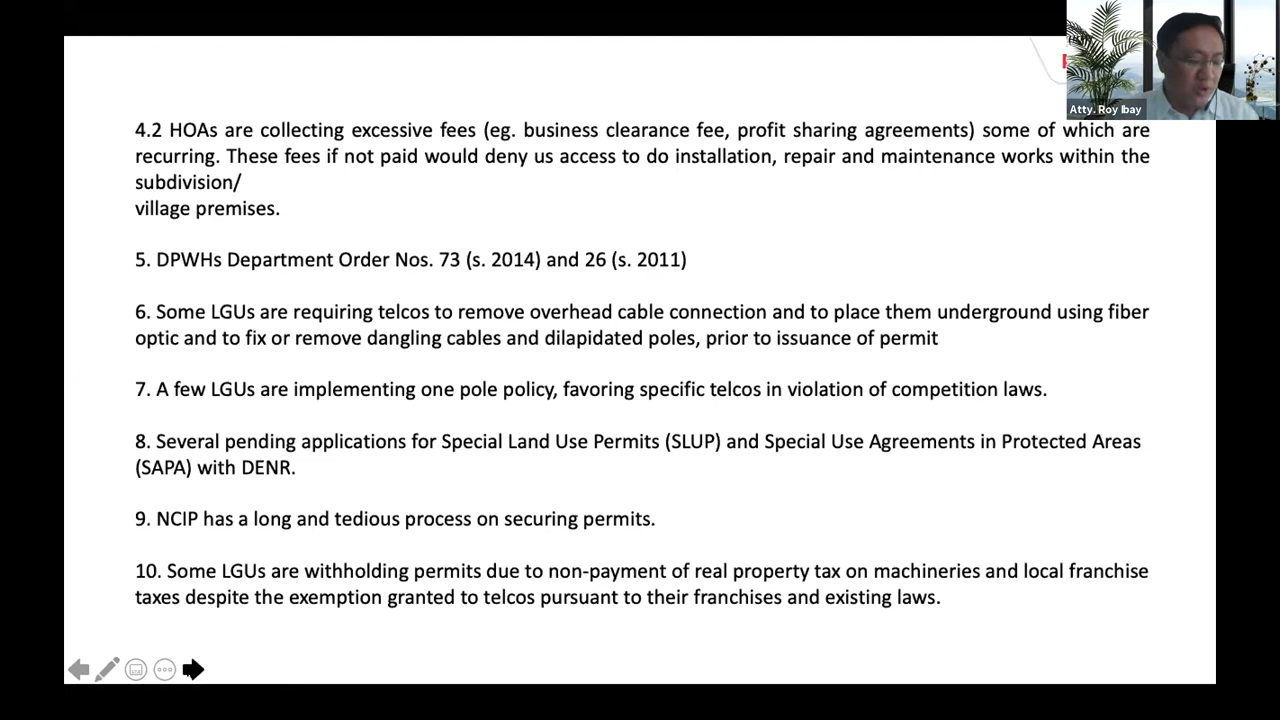 Atty. Roy Ibay
4.2 HOAs are collecting excessive fees (eg. business clearance fee, profit sharing agreements) some of which are
recurring. These fees if not paid would deny us access to do installation, repair and maintenance works within the
subdivision/
village premises.
5. DPWHs Department Order Nos. 73 (s. 2014) and 26 (s. 2011)
6. Some LGUs are requiring telcos to remove overhead cable connection and to place them underground using fiber
optic and to fix or remove dangling cables and dilapidated poles, prior to issuance of permit
7. A few LGUs are implementing one pole policy, favoring specific telcos in violation of competition laws.
8. Several pending applications for Special Land Use Permits (SLUP) and Special Use Agreements in Protected Areas
(SAPA) with DENR.
9. NCIP has a long and tedious process on securing permits.
10. Some LGUs are withholding permits due to non-payment of real property tax on machineries and local franchise
taxes despite the exemption granted to telcos pursuant to their franchises and existing laws.